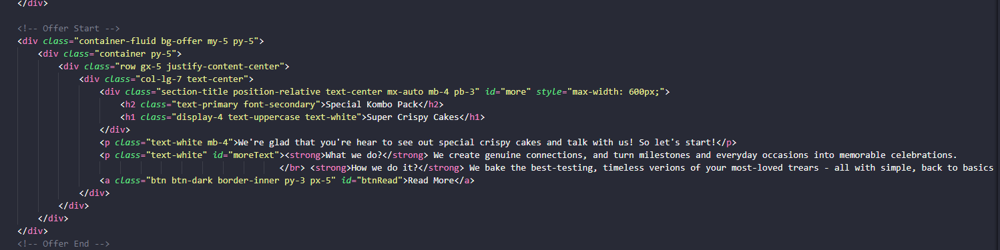 </div>
<!-- Offer Start -->
<div class="container-fluid bg-offer my-5 py-5">
<div class="container py-5">
<div class="row gx-5 justify-content-center">
<div class="col-lg-7 text-center">
<div class="section-title position-relative text-center mx-auto mb-4 pb-3" id="more" style="max-width: 600px;">
<h2 class="text-primary font-secondary">Special Kombo Pack</h2>
<h1 class="display-4 text-uppercase text-white">Super Crispy Cakes</h1>
</div>
<p class="text-white mb-4">We're glad that you're hear to see out special crispy cakes and talk with us! So let's start!</p>
<p class="text-white" id="moreText"><strong>What we do?</strong> We create genuine connections, and turn milestones and everyday occasions into memorable celebrations.
</br> <strong>How we do it?</strong> We bake the best-testing, timeless verions of your most-loved trears - all with simple, back to basics
<a class="btn btn-dark border-inner py-3 px-5" id="btnRead">Read More</a>
</div>
</div>
</div>
</div>
<!-- Offer End -->